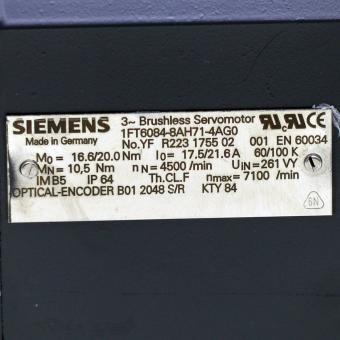 SIEMENS 3~ Brushless Servomotor
Made in Germany 1FT6084-8AH71-4AG0
No.YF R223 1755 02 001 EN 60034
M0 = 16.6/20.0 Nm I0 = 17.5/21.6 A 60/100 K
MN = 10,5 Nm nN = 4500 /min UIN = 261 VY
IM B5 IP 64 Th.CL.F nmax= 7100 /min
OPTICAL-ENCODER B01 2048 S/R KTY 84
6N